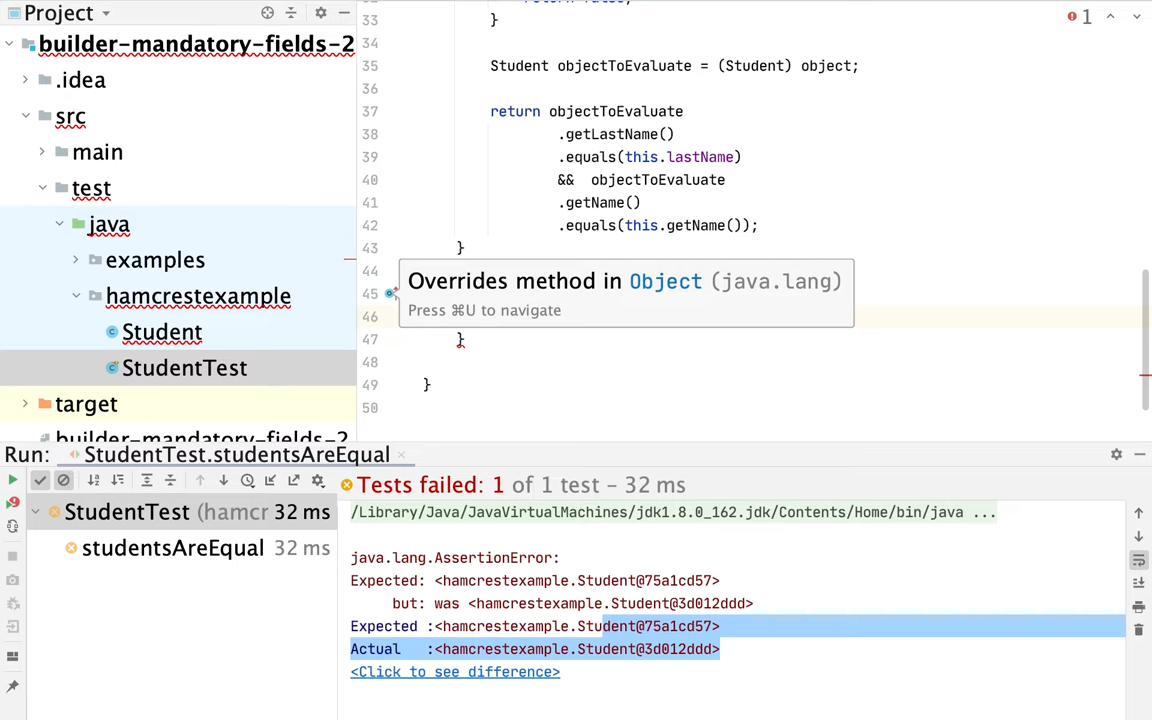 Project
builder-mandatory-fields-2
.idea
src
main
test
java
examples
hamcrestexample
Student
StudentTest
target
builder-mandatory-fields-2
33 }
34
35 Student objectToEvaluate = (Student) object;
36
37 return objectToEvaluate
38 .getLastName()
39 .equals(this.lastName)
40 && objectToEvaluate
41 .getName()
42 .equals(this.getName());
43 }
44
45
46
47 }
48
49 }
50
1
Overrides method in Object (java.lang)
Press ⌘U to navigate
Run: StudentTest.studentsAreEqual
Tests failed: 1 of 1 test – 32 ms
StudentTest (hamcr 32 ms
studentsAreEqual 32 ms
/Library/Java/JavaVirtualMachines/jdk1.8.0_162.jdk/Contents/Home/bin/java ...
java.lang.AssertionError:
Expected: <hamcrestexample.Student@75a1cd57>
but: was <hamcrestexample.Student@3d012ddd>
Expected :<hamcrestexample.Student@75a1cd57>
Actual :<hamcrestexample.Student@3d012ddd>
<Click to see difference>